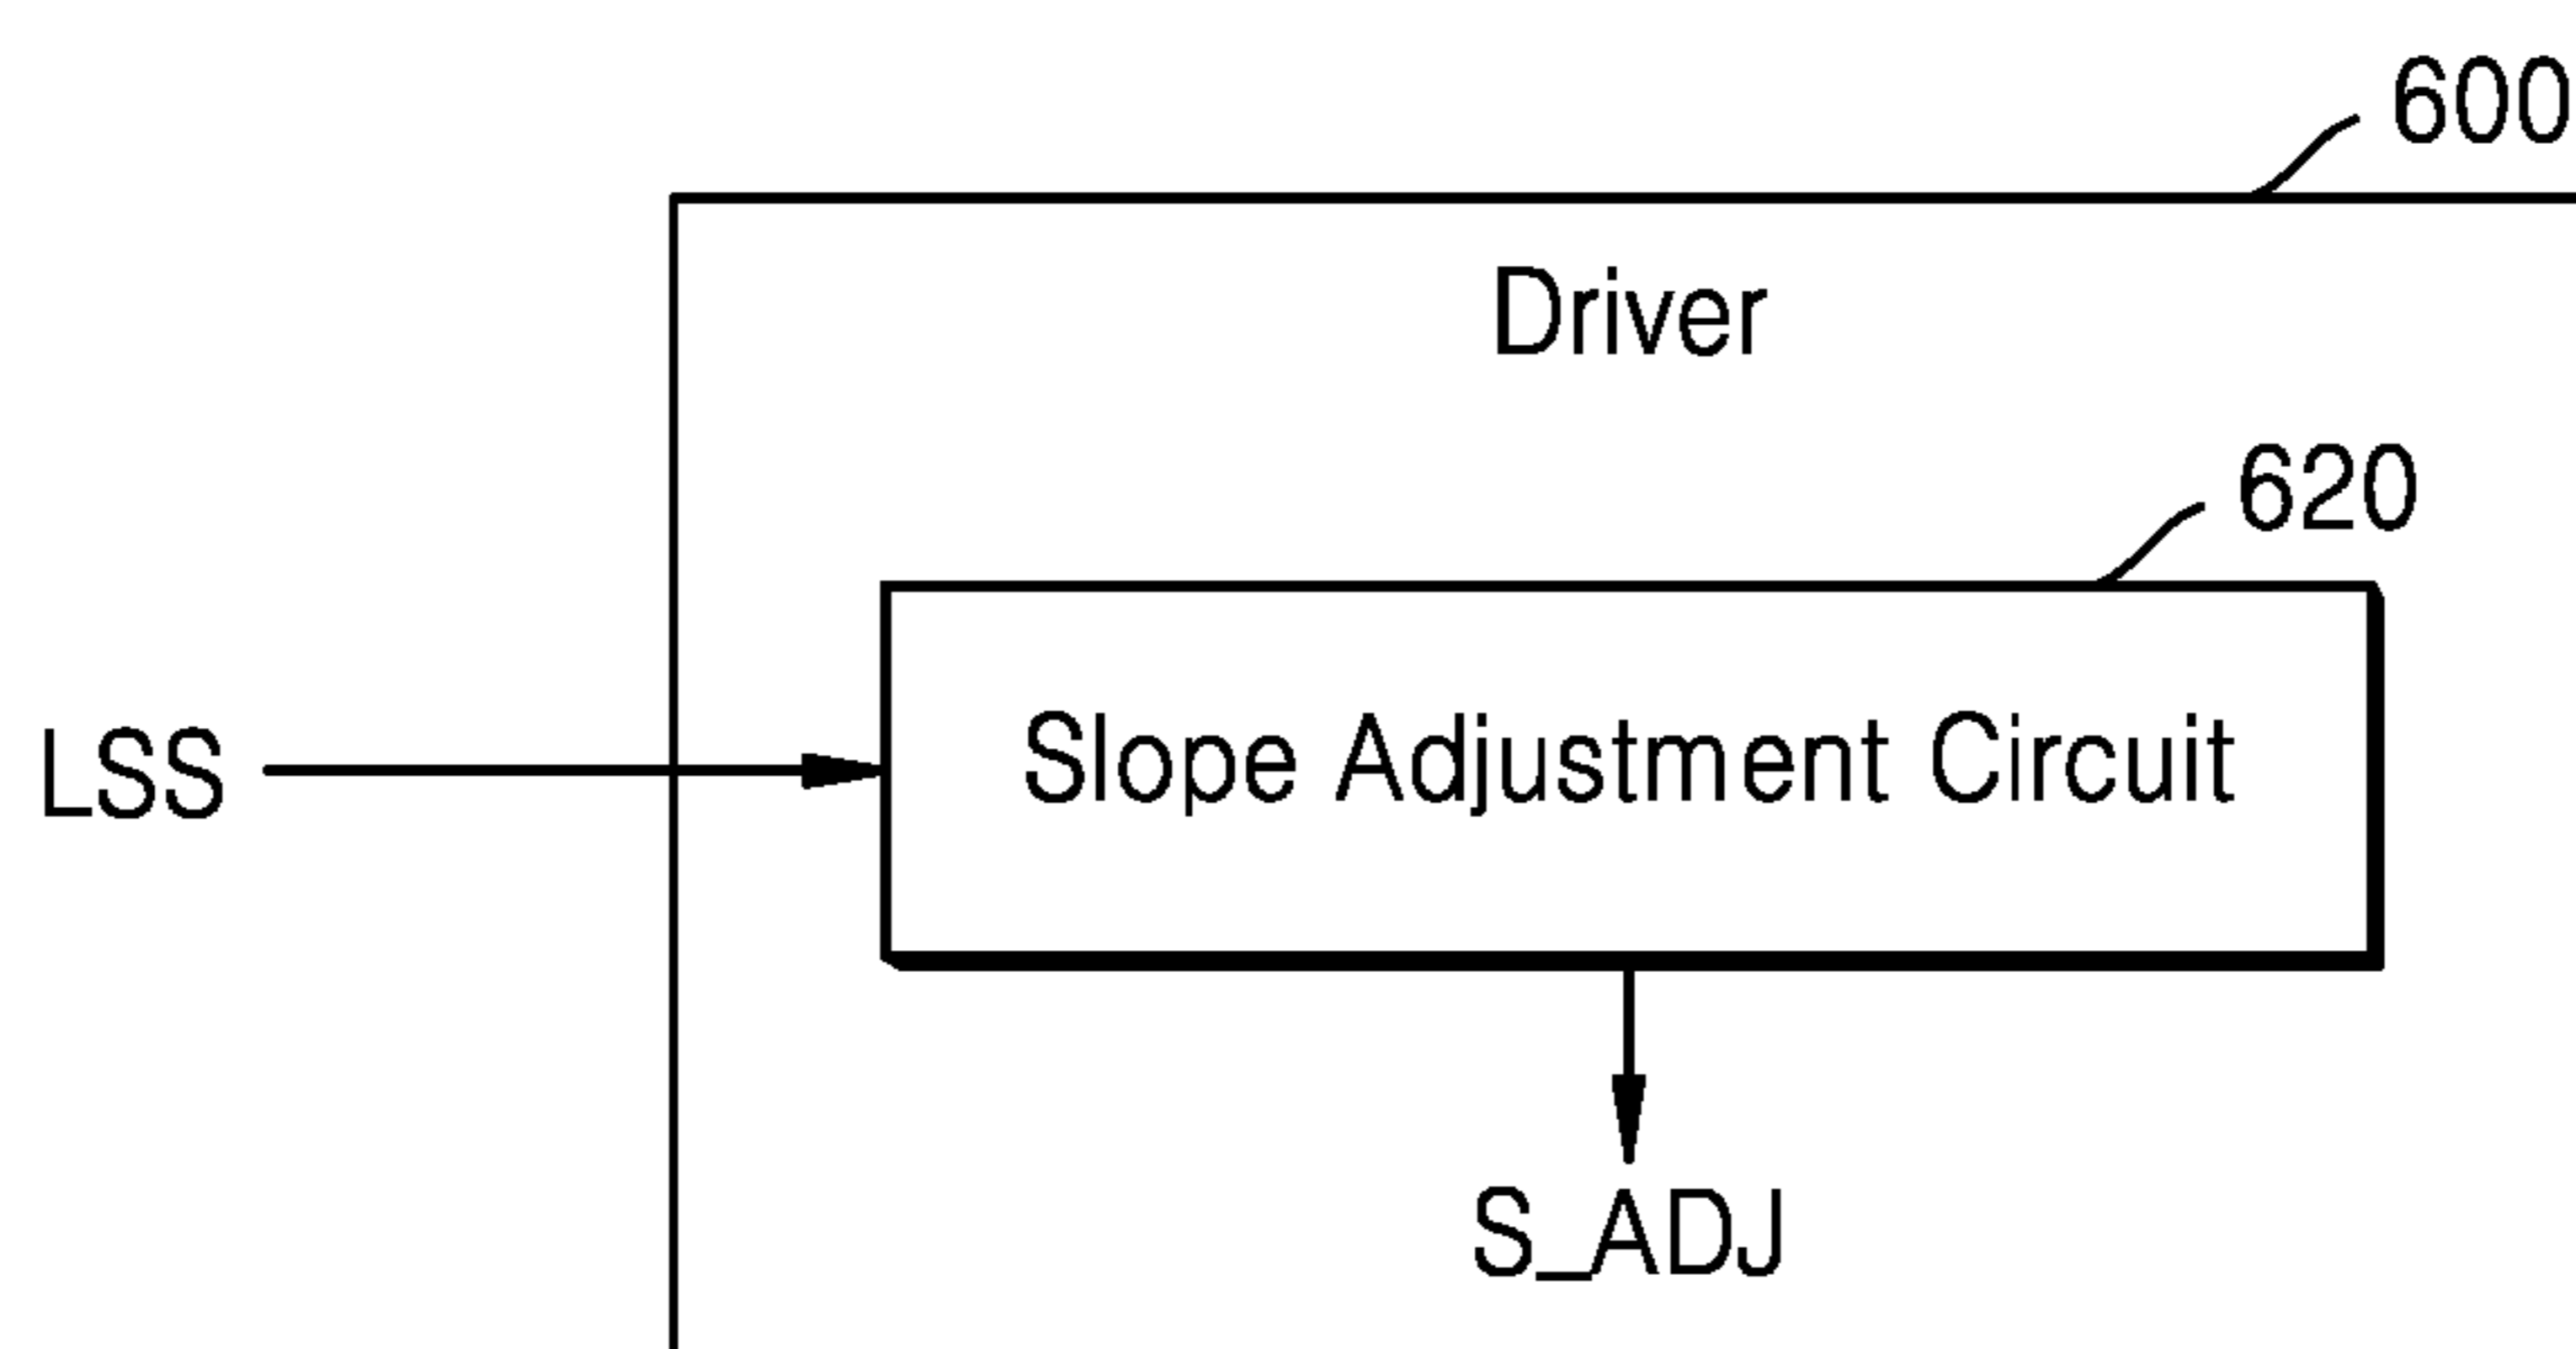 600
Driver
620
LSS
Slope Adjustment Circuit
S_ADJ